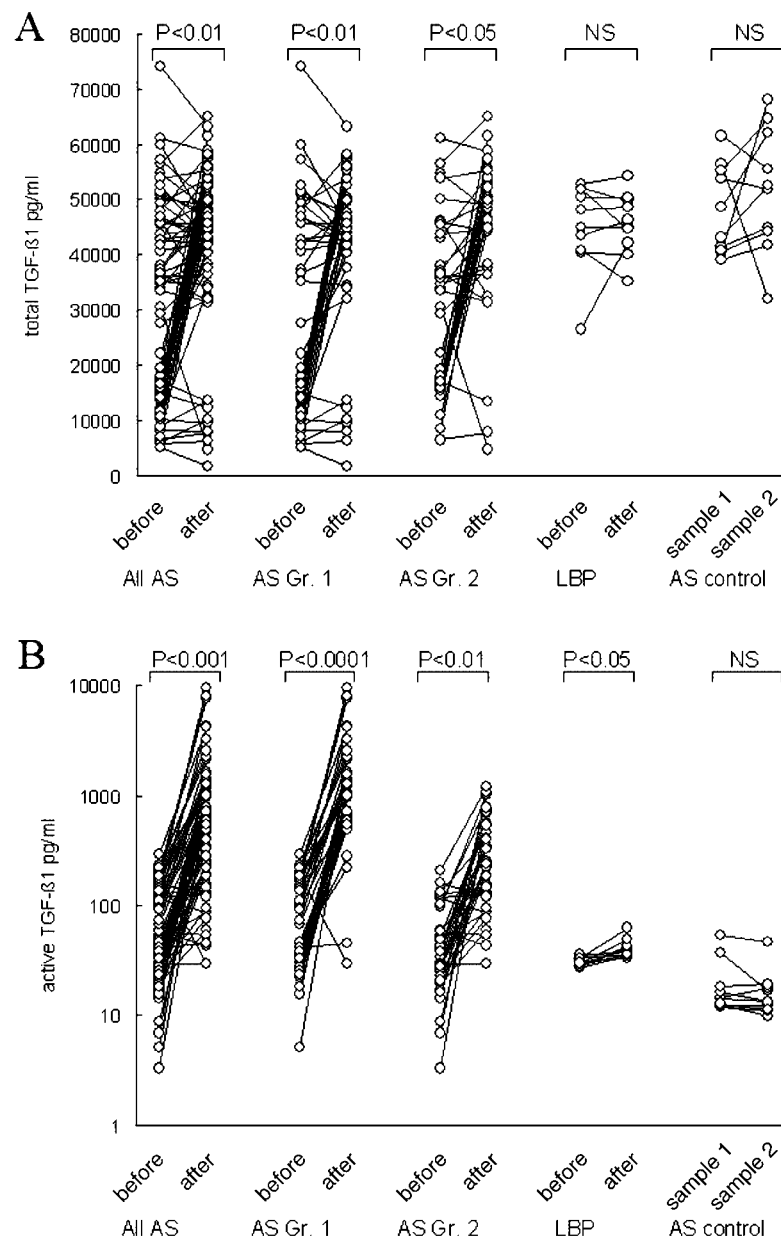 A
P<0.01 P<0.01 P<0.05 NS NS
80000
70000
60000
50000
40000
30000
20000
10000
0
total TGF-ß1 pg/ml
before after before after before after before after sample 1 sample 2
All AS AS Gr. 1 AS Gr. 2 LBP AS control
B
P<0.001 P<0.0001 P<0.01 P<0.05 NS
10000
1000
100
10
1
active TGF-ß1 pg/ml
before after before after before after before after sample 1 sample 2
All AS AS Gr. 1 AS Gr. 2 LBP AS control